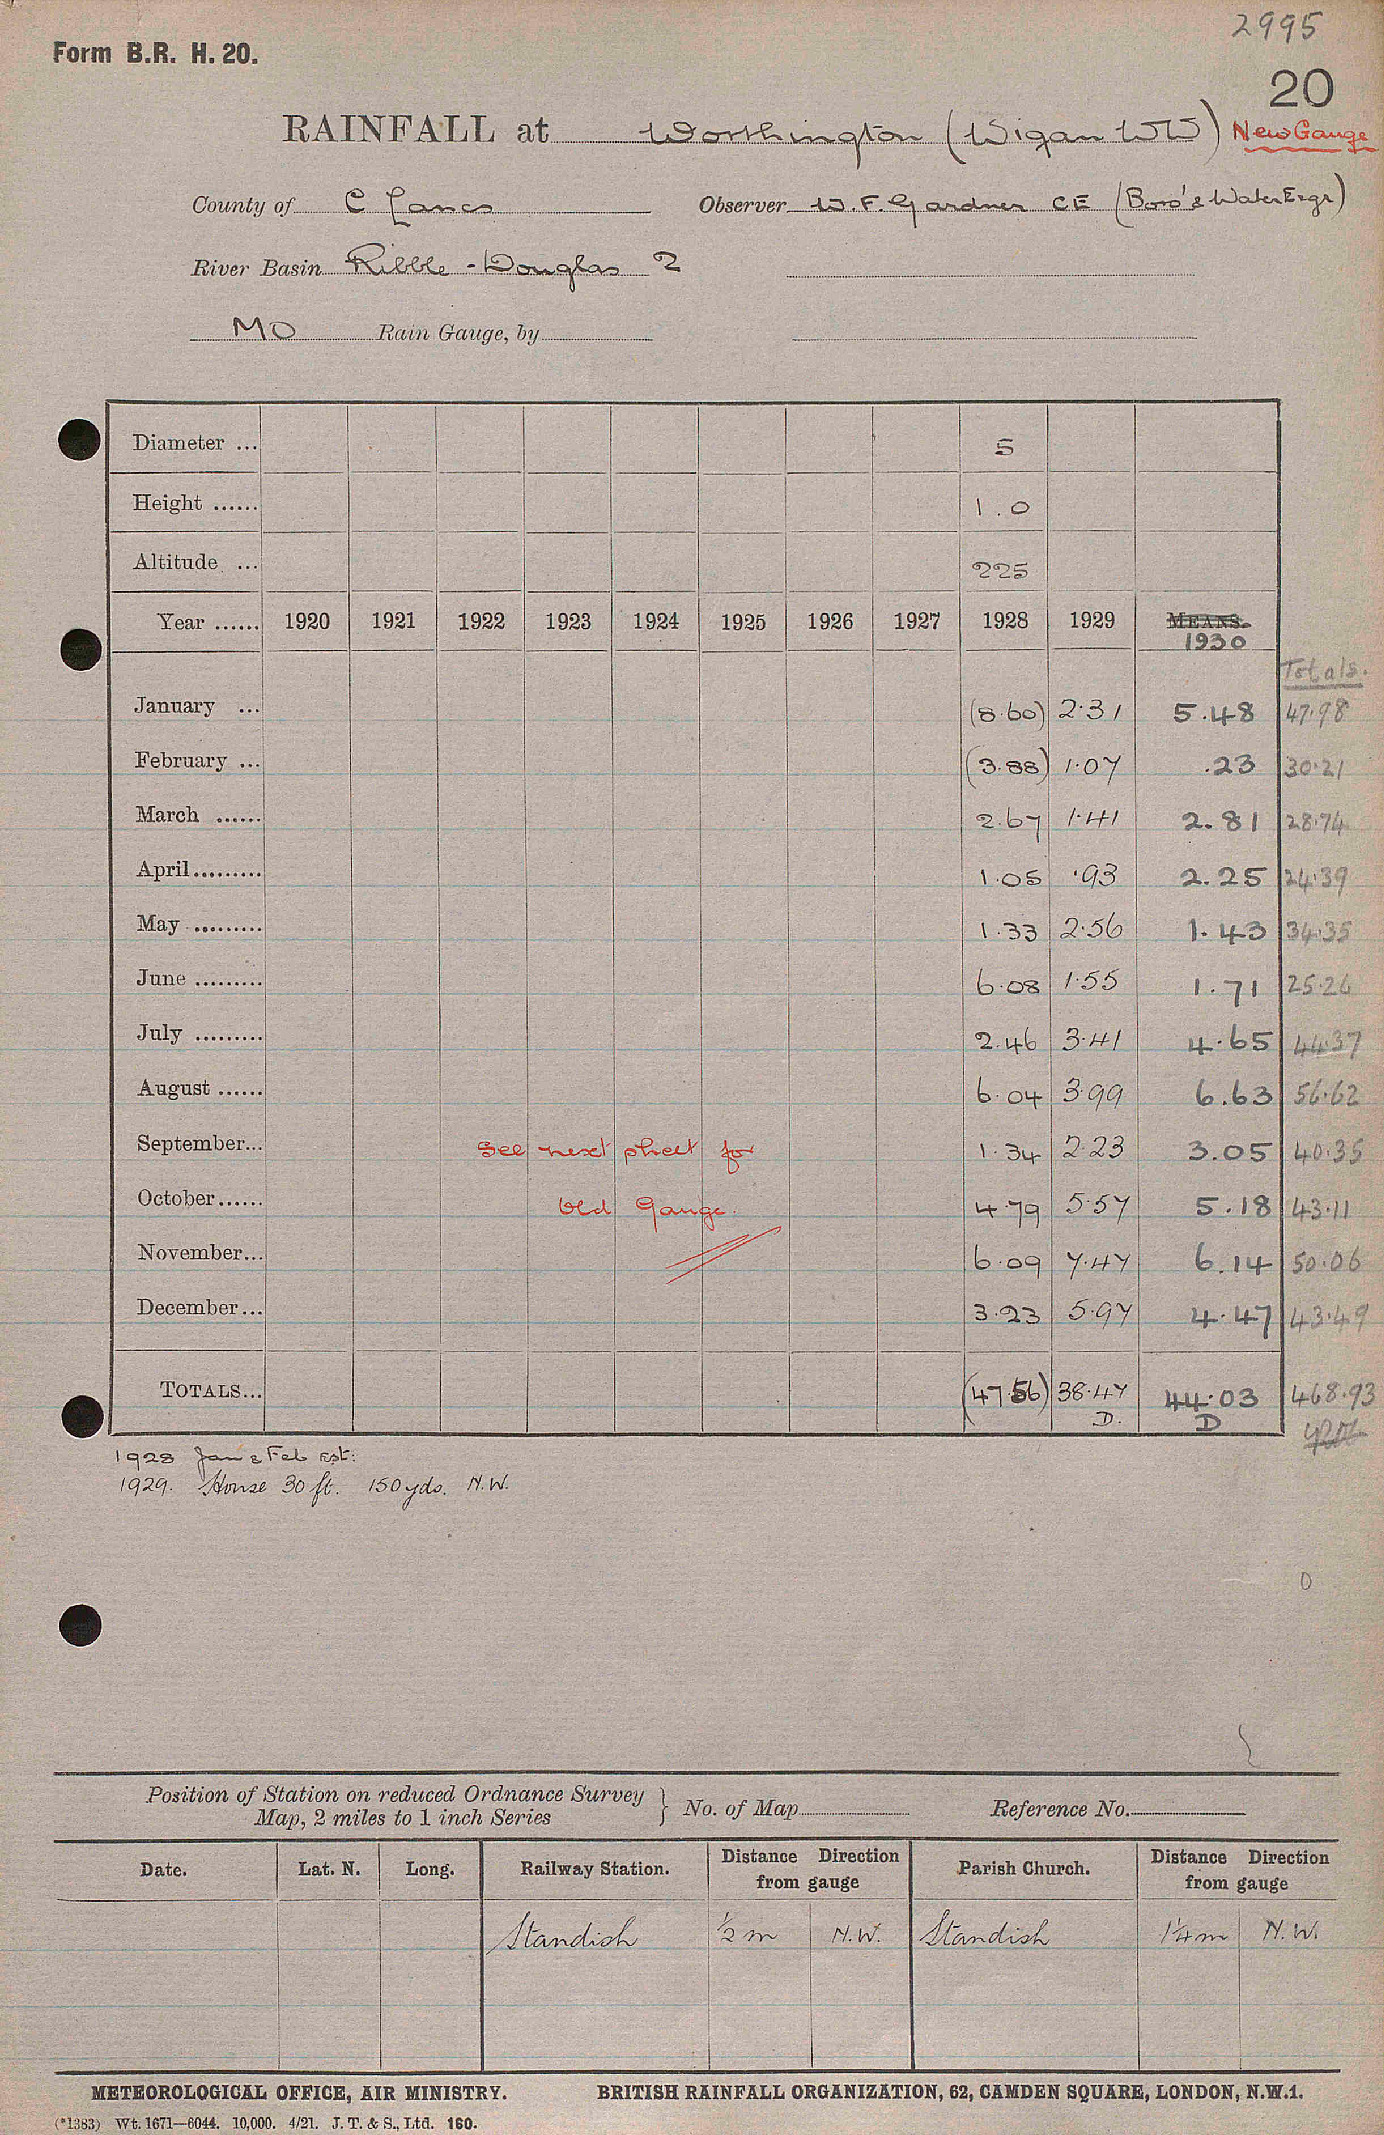 2995
Form B.R. H. 20.
20
RAINFALL at Worthington (Wigan WW) New Gauge
County of C Lancs Observer W. F. Gardner CE (Boro' & Water Engr)
River Basin Ribble - Douglas 2
MO Rain Gauge, by
Diameter ... 5
Height ...... 1.0
Altitude ... 225
Year ...... 1920 1921 1922 1923 1924 1925 1926 1927 1928 1929 MEANS.
1930
Totals.
January ... (8.60) 2.31 5.48 47.98
February ... (3.88) 1.07 .23 30.21
March ...... 2.67 1.41 2.81 28.74
April ......... 1.05 .93 2.25 24.39
May ......... 1.33 2.56 1.43 34.35
June ......... 6.08 1.55 1.71 25.26
July ......... 2.46 3.41 4.65 44.37
August ...... 6.04 3.99 6.63 56.62
September... See next sheet for 1.34 2.23 3.05 40.35
October...... Old Gauge. 4.79 5.57 5.18 43.11
November... 6.09 7.47 6.14 50.06
December... 3.23 5.97 4.47 43.49
TOTALS... (47.56) 38.47 44.03 468.93
D. D
1928 Jan & Feb Est:
1929. House 30 ft. 150 yds. N.W.
0
Position of Station on reduced Ordnance Survey
Map, 2 miles to 1 inch Series } No. of Map Reference No.
Date. Lat. N. Long. Railway Station. Distance Direction from gauge Parish Church. Distance Direction from gauge
Standish 1/2 m N.W. Standish 1 1/4 m N.W.
METEOROLOGICAL OFFICE, AIR MINISTRY. BRITISH RAINFALL ORGANIZATION, 62, CAMDEN SQUARE, LONDON, N.W.1.
(*1383) Wt. 1671—6044. 10,000. 4/21. J. T. & S., Ltd. 160.